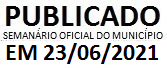 PUBLICADO
SEMANÁRIO OFICIAL DO MUNICÍPIO
EM 23/06/2021